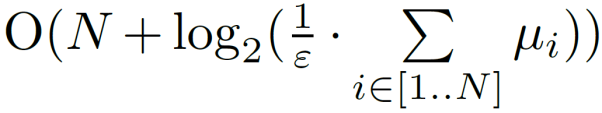 O(N + log₂(1/ε · ∑_{i∈[1..N]} μᵢ))